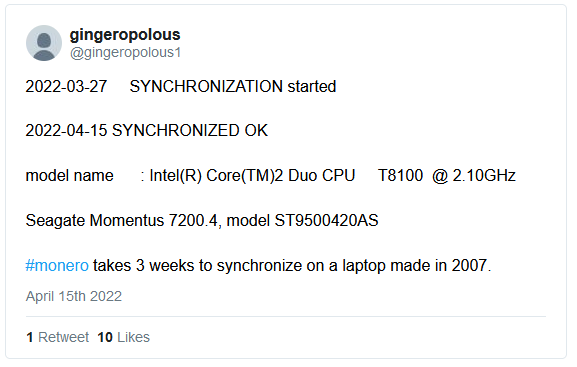 gingeropolous
@gingeropolous1
2022-03-27 SYNCHRONIZATION started
2022-04-15 SYNCHRONIZED OK
model name : Intel(R) Core(TM)2 Duo CPU T8100 @ 2.10GHz
Seagate Momentus 7200.4, model ST9500420AS
#monero takes 3 weeks to synchronize on a laptop made in 2007.
April 15th 2022
1 Retweet 10 Likes